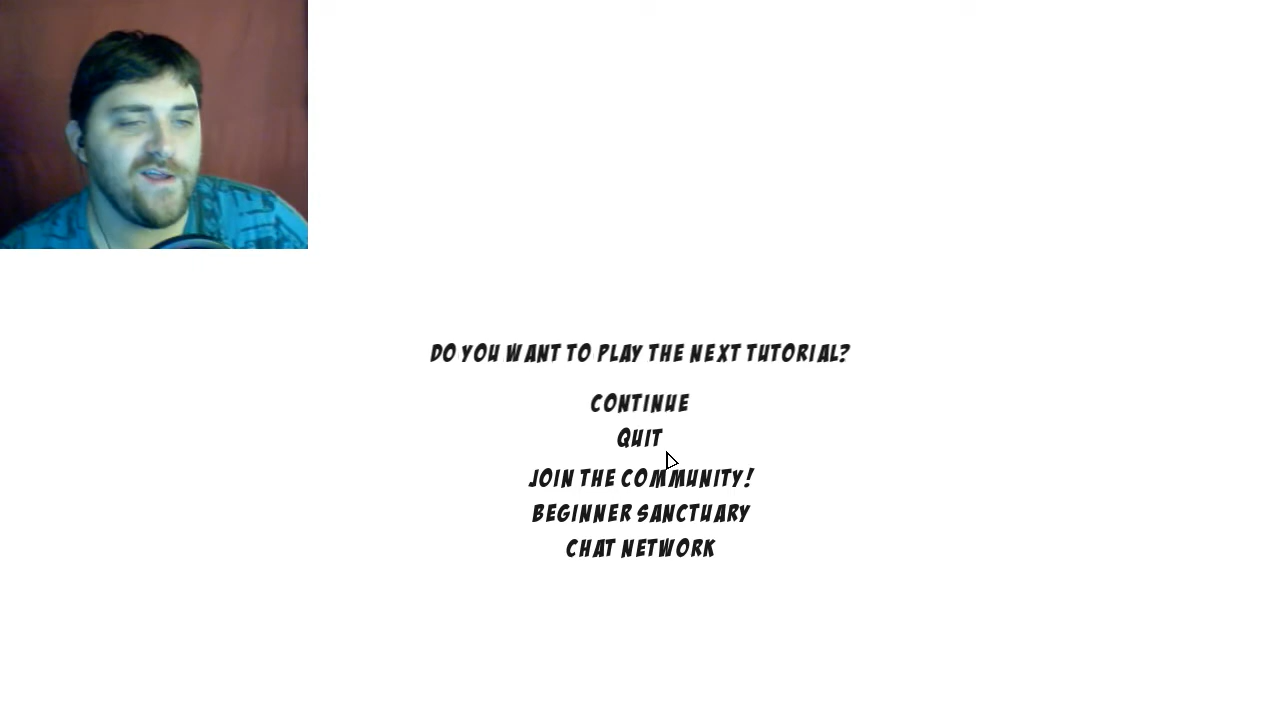 DO YOU WANT TO PLAY THE NEXT TUTORIAL?
CONTINUE
QUIT
JOIN THE COMMUNITY!
BEGINNER SANCTUARY
CHAT NETWORK